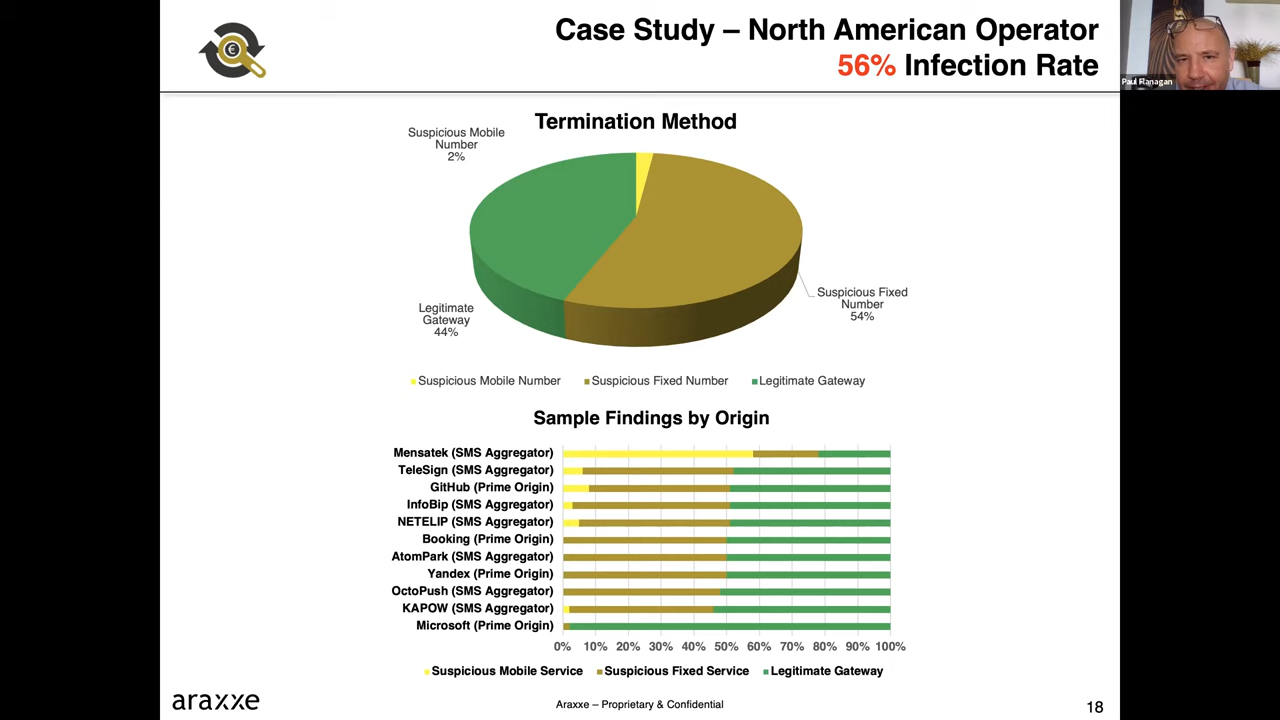 Case Study – North American Operator
56% Infection Rate
Paul Flanagan
Termination Method
Suspicious Mobile
Number
2%
Suspicious Fixed
Number
54%
Legitimate
Gateway
44%
Suspicious Mobile Number Suspicious Fixed Number Legitimate Gateway
Sample Findings by Origin
Mensatek (SMS Aggregator)
TeleSign (SMS Aggregator)
GitHub (Prime Origin)
InfoBip (SMS Aggregator)
NETELIP (SMS Aggregator)
Booking (Prime Origin)
AtomPark (SMS Aggregator)
Yandex (Prime Origin)
OctoPush (SMS Aggregator)
KAPOW (SMS Aggregator)
Microsoft (Prime Origin)
0% 10% 20% 30% 40% 50% 60% 70% 80% 90% 100%
Suspicious Mobile Service Suspicious Fixed Service Legitimate Gateway
araxxe
Araxxe – Proprietary & Confidential
18